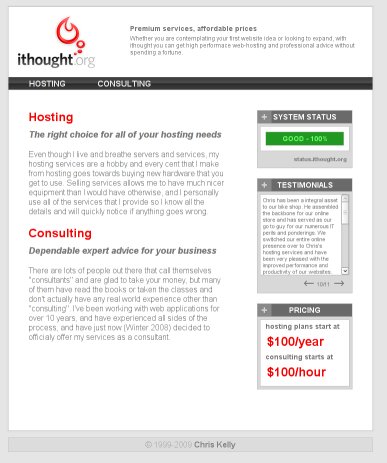 ithought.org
Premium services, affordable prices
Whether you are contemplating your first website idea or looking to expand, with
ithought you can get high performace web-hosting and professional advice without
spending a fortune.
HOSTING
CONSULTING
Hosting
The right choice for all of your hosting needs
Even though I live and breathe servers and services, my
hosting services are a hobby and every cent that I make
from hosting goes towards buying new hardware that you
get to use. Selling services allows me to have much nicer
equipment than I would have otherwise, and I personally
use all of the services that I provide so I know all the
details and will quickly notice if anything goes wrong.
Consulting
Dependable expert advice for your business
There are lots of people out there that call themselves
"consultants" and are glad to take your money, but many
of them have read the books or taken the classes and
don't actually have any real world experience other than
"consulting". I've been working with web applications for
over 10 years, and have experienced all sides of the
process, and have just now (Winter 2008) decided to
officialy offer my services as a consultant.
+ SYSTEM STATUS
GOOD - 100%
status.ithought.org
+ TESTIMONIALS
Chris has been a integral asset
to our bike shop. He assembled
the backbone for our online
store and has served as our
go to guy for our numerous IT
perils and ponderings. We
switched our entire online
presence over to Chris's
hosting services and have
been very pleased with the
improved performance and
productivity of our websites.
← 10/11 →
+ PRICING
hosting plans start at
$100/year
consulting starts at
$100/hour
© 1999-2009 Chris Kelly